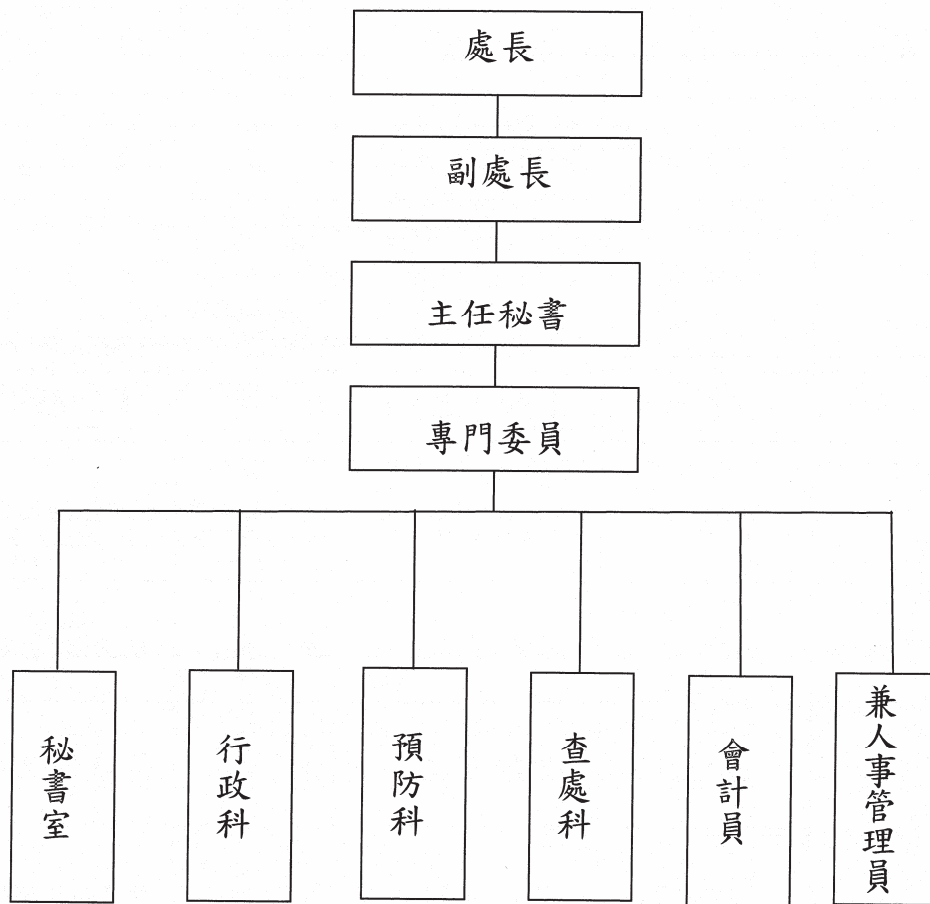 處長
副處長
主任秘書
專門委員
秘書室
行政科
預防科
查處科
會計員
兼人事管理員